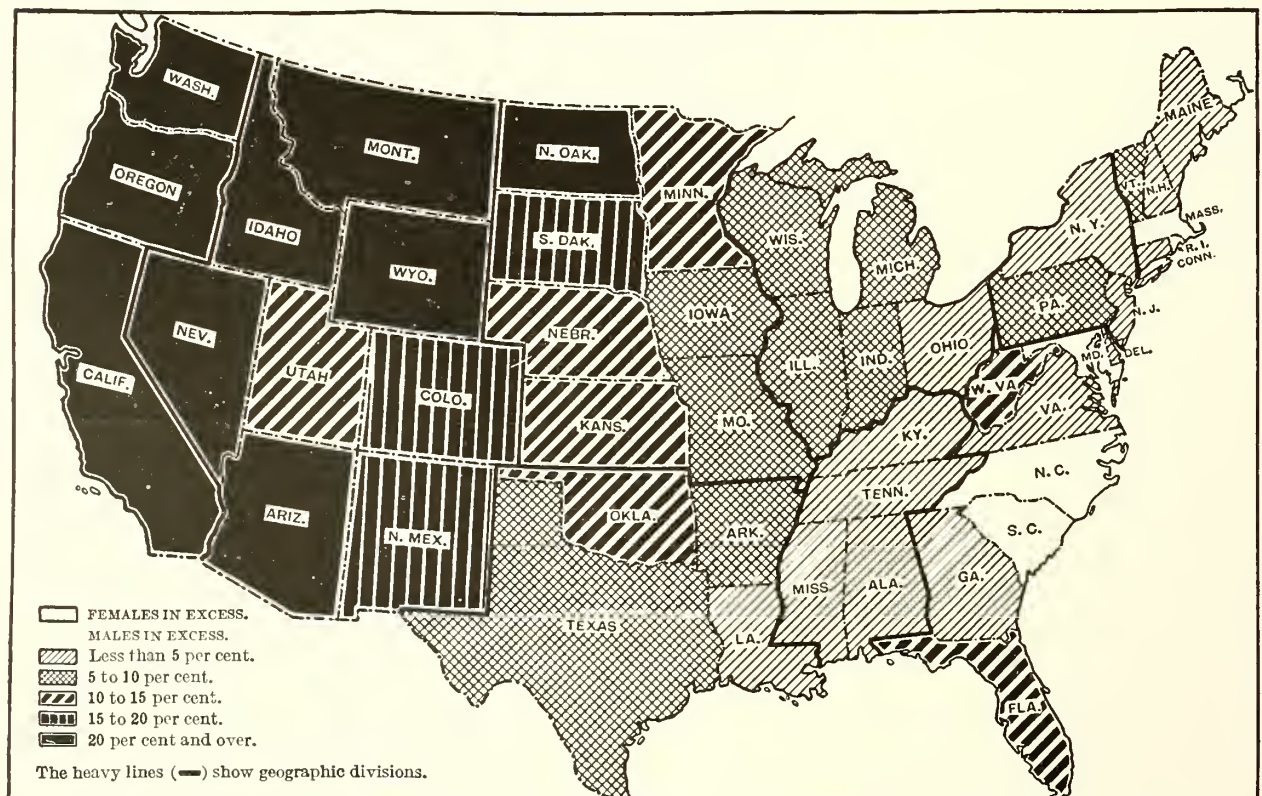 WASH.
MONT.
N. OAK.
MINN.
MAINE
OREGON
IDAHO
S. DAK.
WIS.
MICH.
VT.
N.H.
MASS.
N.Y.
R.I.
CONN.
WYO.
NEV.
NEBR.
IOWA
PA.
N.J.
UTAH
COLO.
ILL.
IND.
OHIO
MD.
DEL.
CALIF.
KANS.
MO.
W. VA.
VA.
KY.
N.C.
ARIZ.
N. MEX.
OKLA.
ARK.
TENN.
S.C.
MISS.
ALA.
GA.
TEXAS
LA.
FLA.
FEMALES IN EXCESS.
MALES IN EXCESS.
Less than 5 per cent.
5 to 10 per cent.
10 to 15 per cent.
15 to 20 per cent.
20 per cent and over.
The heavy lines (▬) show geographic divisions.